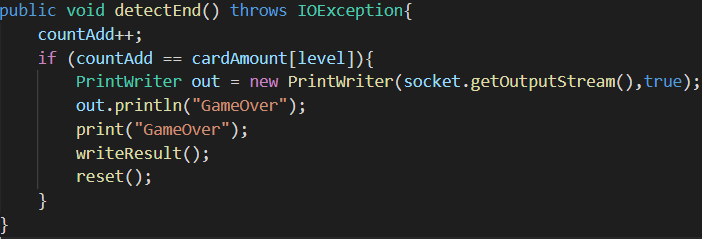 public void detectEnd() throws IOException{
    countAdd++;
    if (countAdd == cardAmount[level]){
        PrintWriter out = new PrintWriter(socket.getOutputStream(),true);
        out.println("GameOver");
        print("GameOver");
        writeResult();
        reset();
    }
}